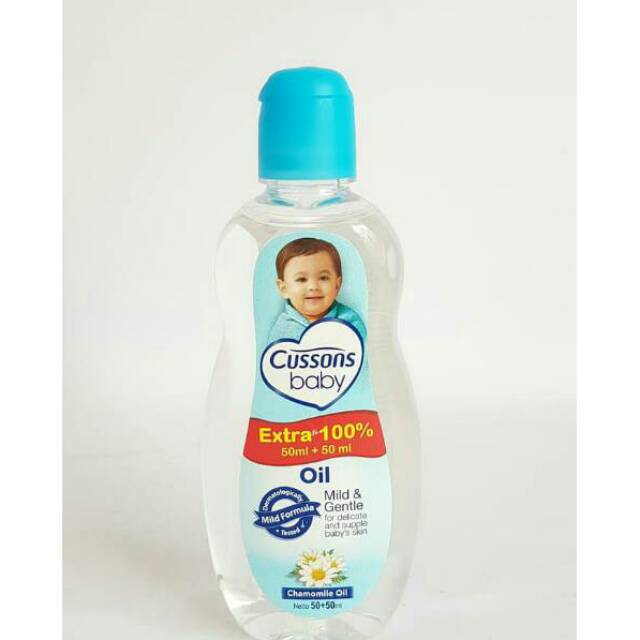 Cussons
baby
Extra 100%
50ml + 50 ml
Oil
Dermatologically
Mild Formula
Tested
Mild &
Gentle
for delicate
and supple
baby's skin
Chamomile Oil
Netto 50+50ml